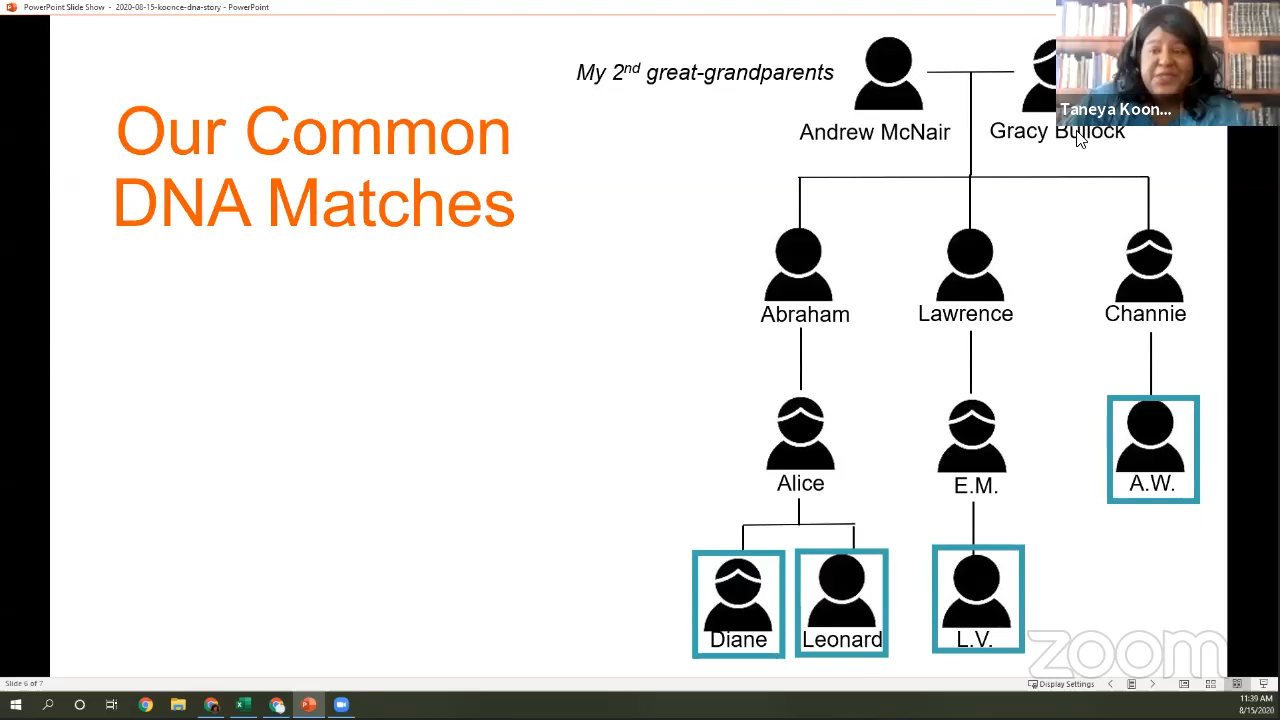 PowerPoint Slide Show - 2020-08-15-koonce-dna-story - PowerPoint
My 2nd great-grandparents
Taneya Koon...
Our Common
DNA Matches
Andrew McNair
Gracy Bullock
Abraham
Lawrence
Channie
Alice
E.M.
A.W.
Diane
Leonard
L.V.
zoom
Slide 6 of 7
Display Settings
11:39 AM
8/15/2020